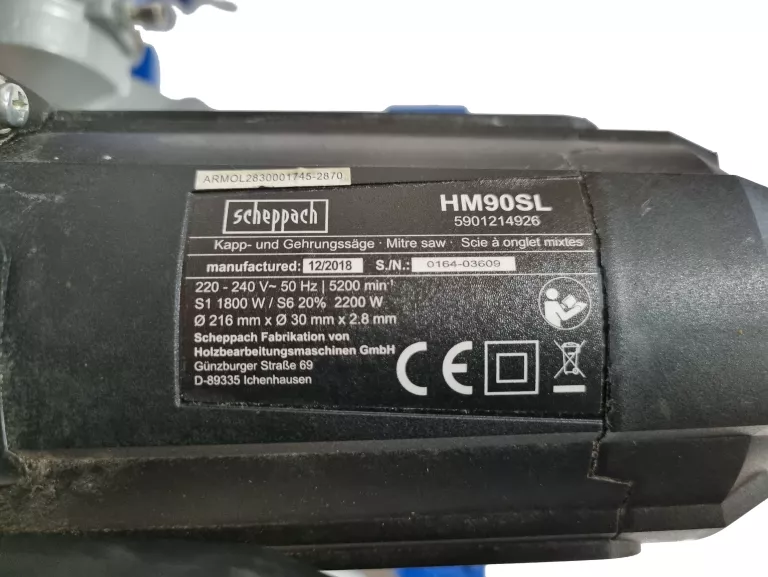 ARMOL2830001745-2870
scheppach
HM90SL
5901214926
Kapp- und Gehrungssäge · Mitre saw · Scie à onglet mixtes
manufactured: 12/2018 S./N.: 0164-03609
220 - 240 V~ 50 Hz | 5200 min⁻¹
S1 1800 W / S6 20% 2200 W
Ø 216 mm x Ø 30 mm x 2.8 mm
Scheppach Fabrikation von
Holzbearbeitungsmaschinen GmbH
Günzburger Straße 69
D-89335 Ichenhausen
CE